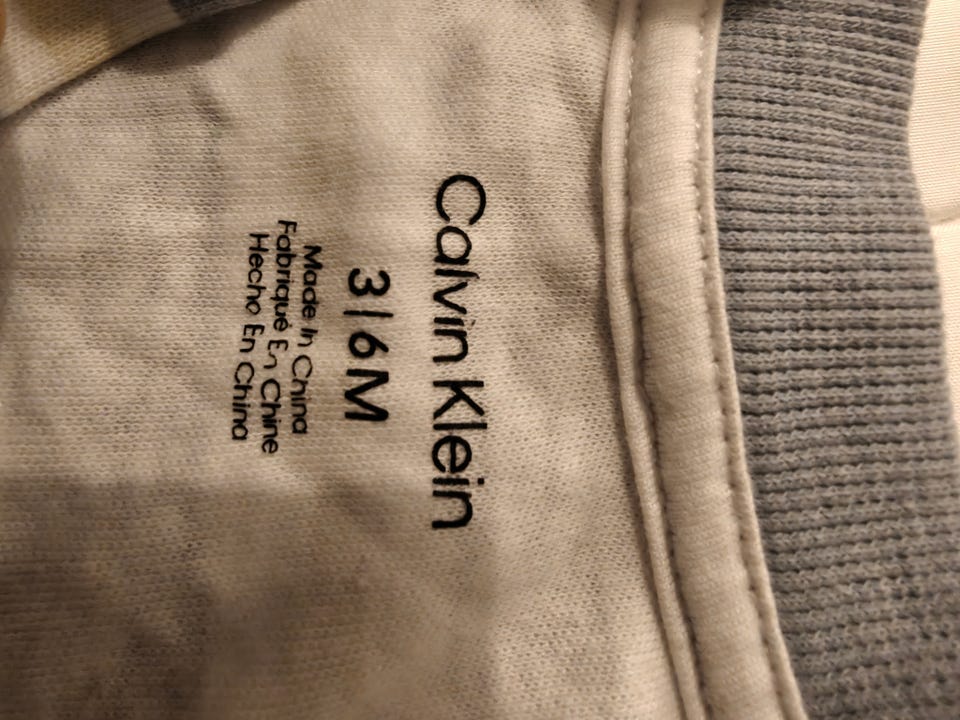 Calvin Klein
3|6M
Made In China
Fabriqué En Chine
Hecho En China